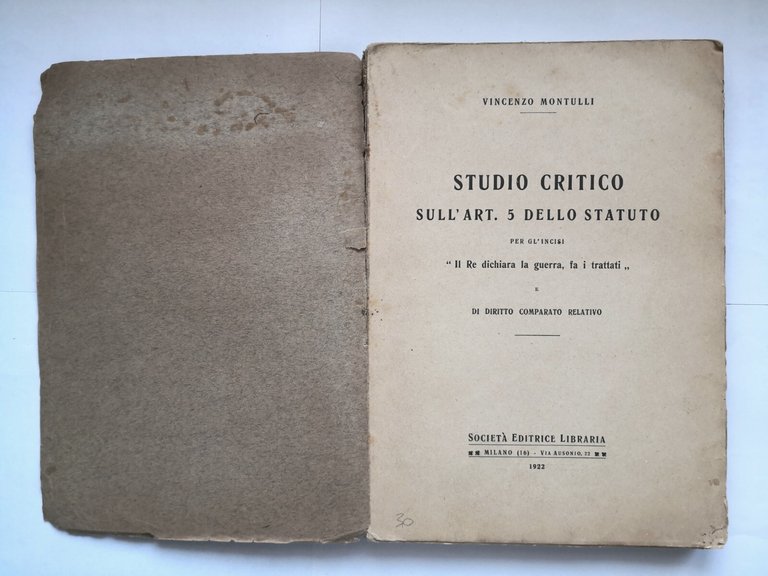 VINCENZO MONTULLI
STUDIO CRITICO
SULL'ART. 5 DELLO STATUTO
PER GL'INCISI
" Il Re dichiara la guerra, fa i trattati „
E
DI DIRITTO COMPARATO RELATIVO
SOCIETÀ EDITRICE LIBRARIA
MILANO (16) - VIA AUSONIO, 22
1922
30